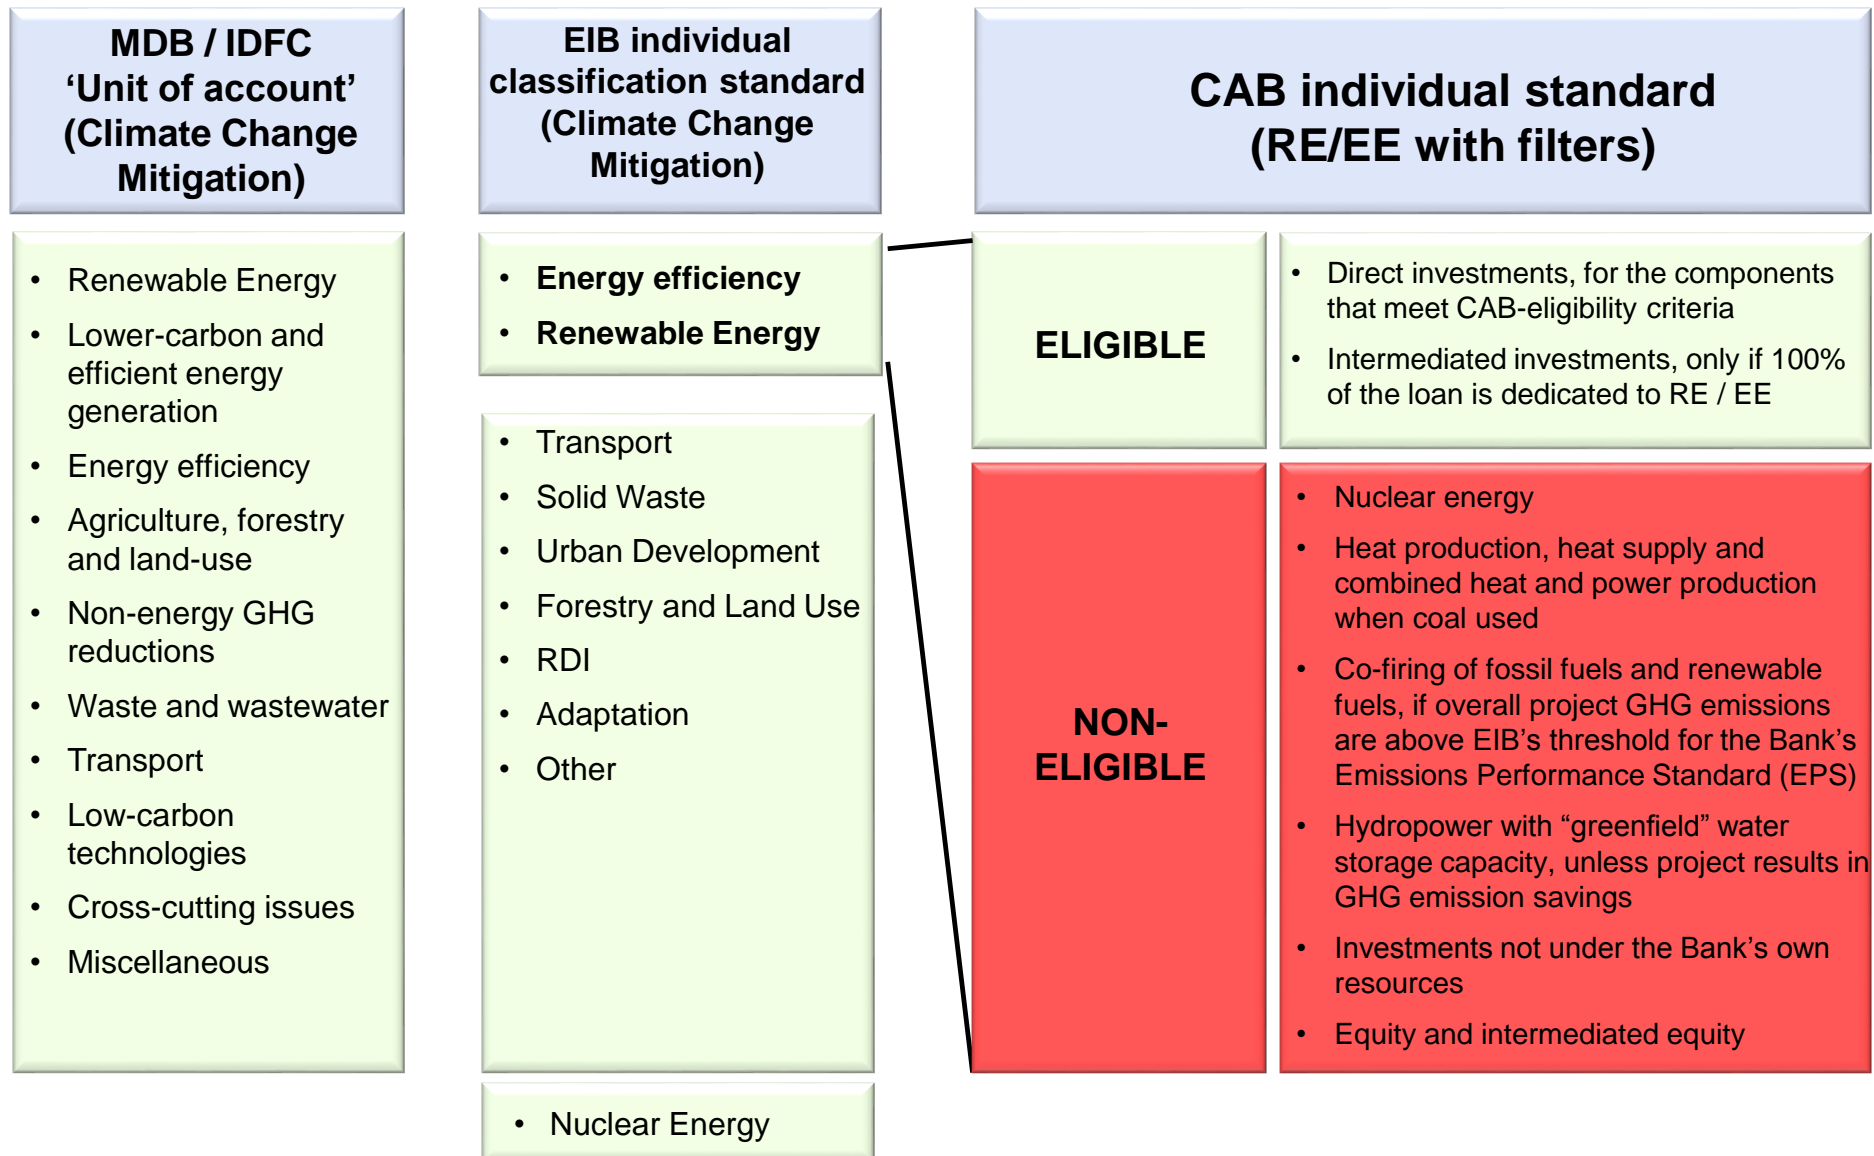 MDB / IDFC
‘Unit of account’
(Climate Change
Mitigation)
• Renewable Energy
• Lower-carbon and
efficient energy
generation
• Energy efficiency
• Agriculture, forestry
and land-use
• Non-energy GHG
reductions
• Waste and wastewater
• Transport
• Low-carbon
technologies
• Cross-cutting issues
• Miscellaneous
EIB individual
classification standard
(Climate Change
Mitigation)
• Energy efficiency
• Renewable Energy
• Transport
• Solid Waste
• Urban Development
• Forestry and Land Use
• RDI
• Adaptation
• Other
• Nuclear Energy
CAB individual standard
(RE/EE with filters)
ELIGIBLE
• Direct investments, for the components
that meet CAB-eligibility criteria
• Intermediated investments, only if 100%
of the loan is dedicated to RE / EE
NON-
ELIGIBLE
• Nuclear energy
• Heat production, heat supply and
combined heat and power production
when coal used
• Co-firing of fossil fuels and renewable
fuels, if overall project GHG emissions
are above EIB’s threshold for the Bank’s
Emissions Performance Standard (EPS)
• Hydropower with “greenfield” water
storage capacity, unless project results in
GHG emission savings
• Investments not under the Bank’s own
resources
• Equity and intermediated equity